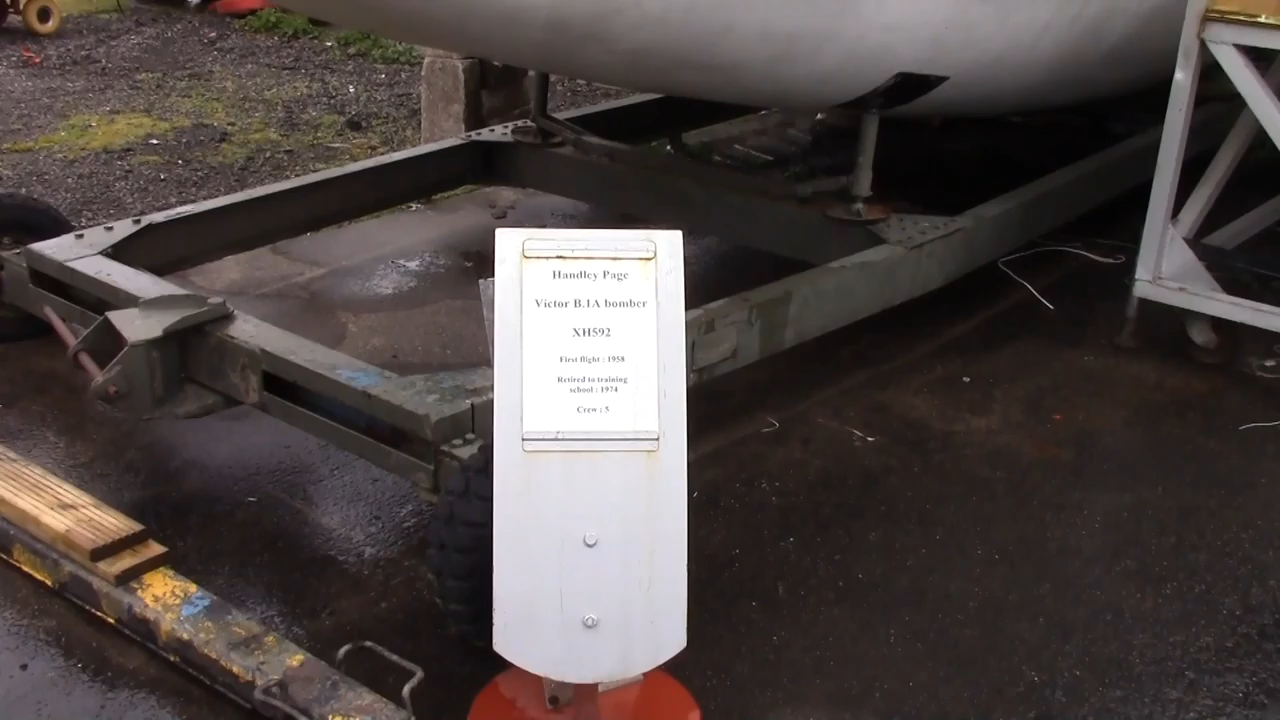 Handley Page
Victor B.1A bomber
XH592
First flight : 1958
Retired to training
school : 1974
Crew : 5